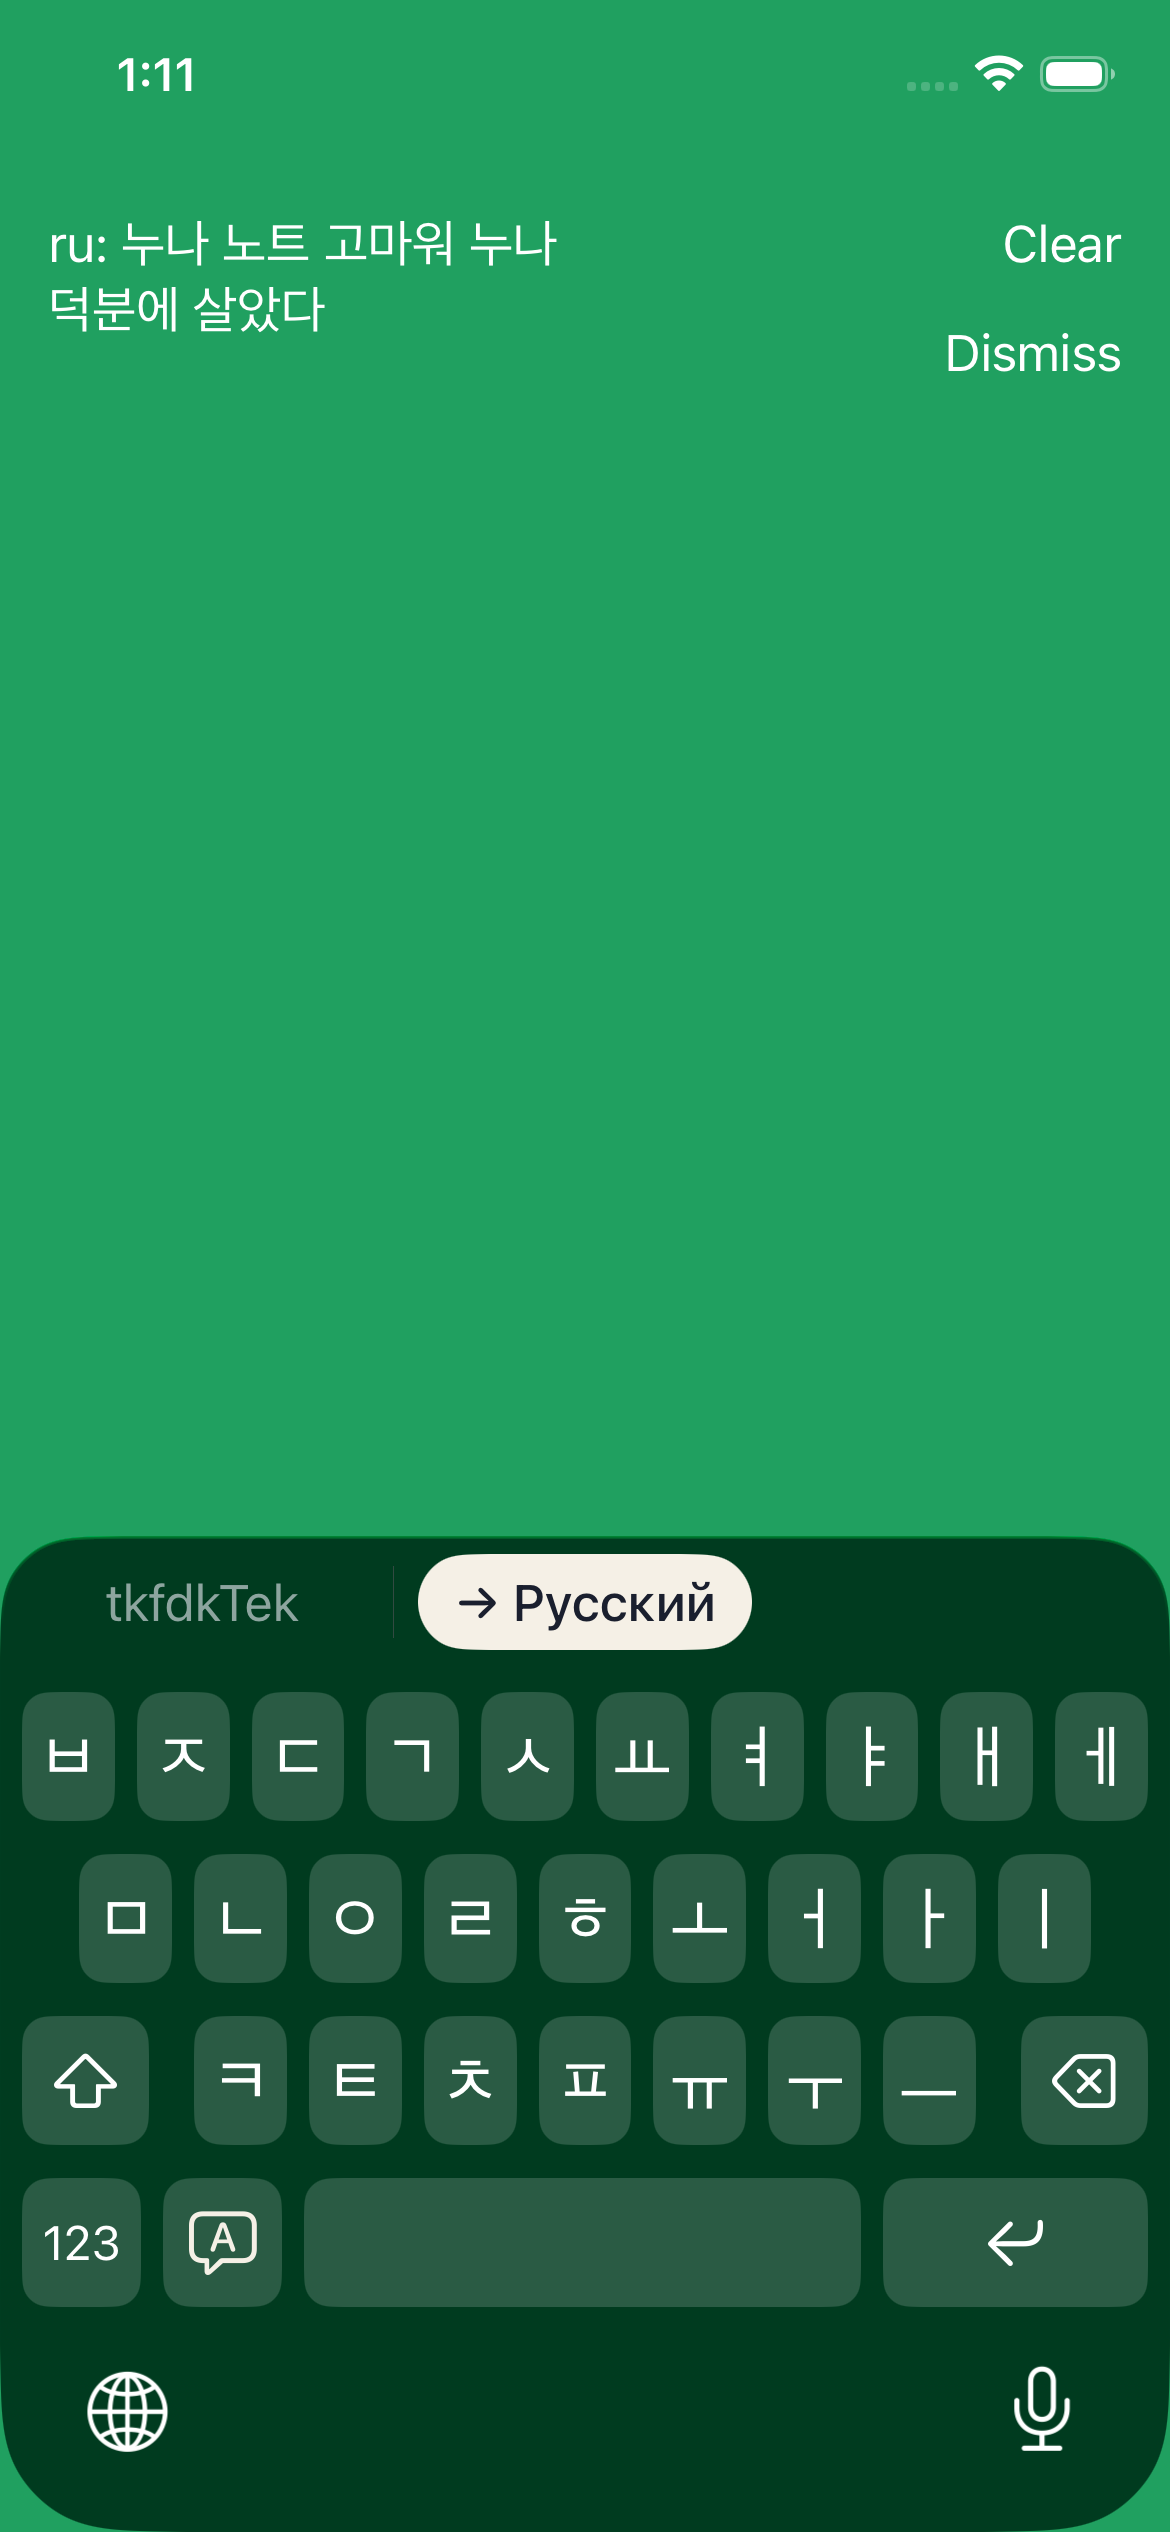 1:11
ru: 누나 노트 고마워 누나
덕분에 살았다
Clear
Dismiss
tkfdkTek
→ Русский
ㅂ ㅈ ㄷ ㄱ ㅅ ㅛ ㅕ ㅑ ㅐ ㅔ
ㅁ ㄴ ㅇ ㄹ ㅎ ㅗ ㅓ ㅏ ㅣ
ㅋ ㅌ ㅊ ㅍ ㅠ ㅜ ㅡ
123 A